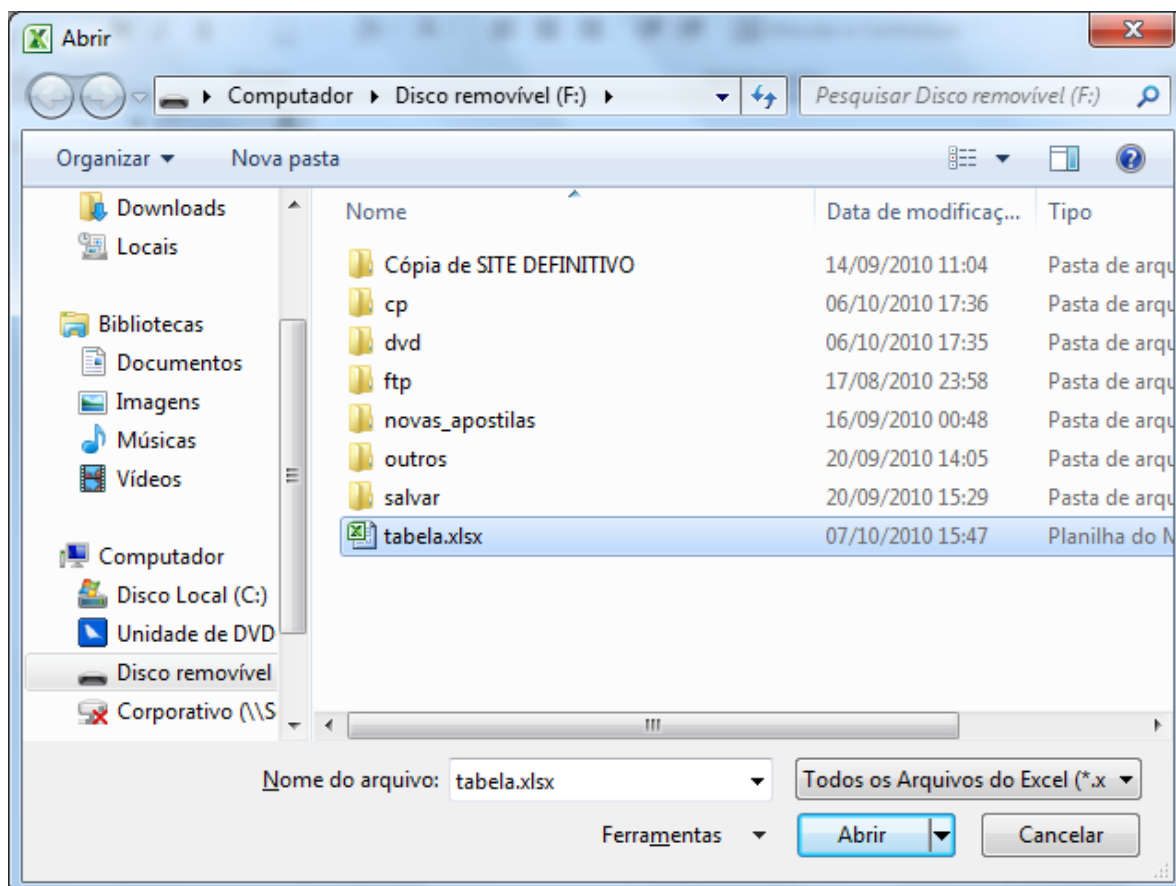 Abrir
Computador Disco removível (F:)
Pesquisar Disco removível (F:)
Organizar
Nova pasta
Downloads
Locais
Bibliotecas
Documentos
Imagens
Músicas
Vídeos
Computador
Disco Local (C:)
Unidade de DVD
Disco removível
Corporativo (\\S
Nome Data de modificaç... Tipo
Cópia de SITE DEFINITIVO 14/09/2010 11:04 Pasta de arqu
cp 06/10/2010 17:36 Pasta de arqu
dvd 06/10/2010 17:35 Pasta de arqu
ftp 17/08/2010 23:58 Pasta de arqu
novas_apostilas 16/09/2010 00:48 Pasta de arqu
outros 20/09/2010 14:05 Pasta de arqu
salvar 20/09/2010 15:29 Pasta de arqu
tabela.xlsx 07/10/2010 15:47 Planilha do M
Nome do arquivo: tabela.xlsx
Todos os Arquivos do Excel (*.x
Ferramentas
Abrir
Cancelar